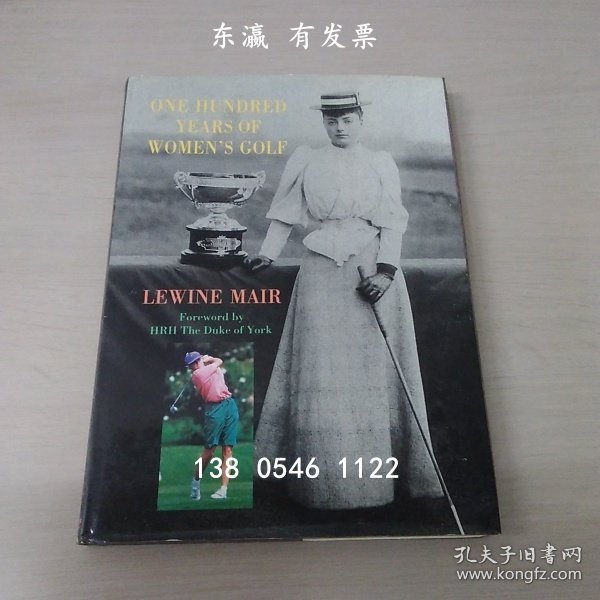 东瀛 有发票
ONE HUNDRED
YEARS OF
WOMEN'S GOLF
LEWINE MAIR
Foreword by
HRH The Duke of York
138 0546 1122
孔夫子旧书网
www.kongfz.com